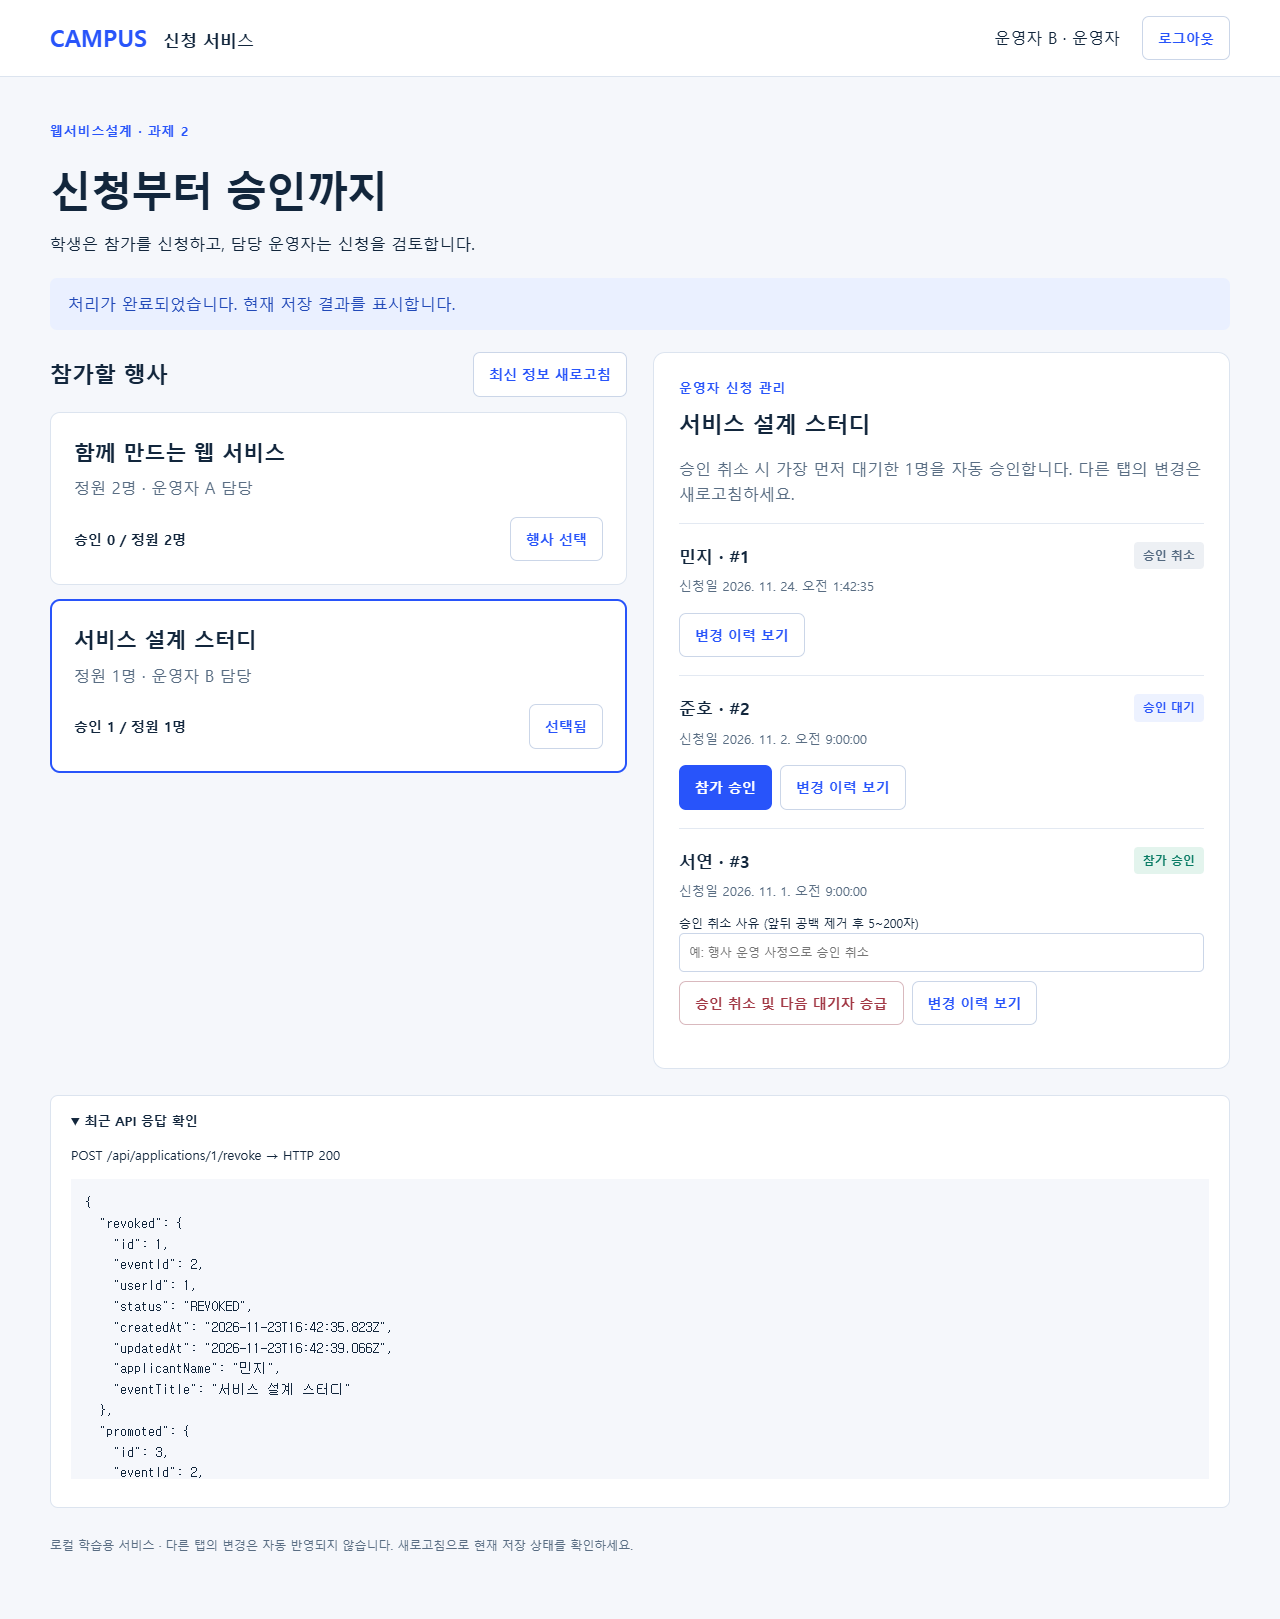 CAMPUS 신청 서비스
운영자 B · 운영자
로그아웃
웹서비스설계 · 과제 2
신청부터 승인까지
학생은 참가를 신청하고, 담당 운영자는 신청을 검토합니다.
처리가 완료되었습니다. 현재 저장 결과를 표시합니다.
참가할 행사
최신 정보 새로고침
함께 만드는 웹 서비스
정원 2명 · 운영자 A 담당
승인 0 / 정원 2명
행사 선택
서비스 설계 스터디
정원 1명 · 운영자 B 담당
승인 1 / 정원 1명
선택됨
운영자 신청 관리
서비스 설계 스터디
승인 취소 시 가장 먼저 대기한 1명을 자동 승인합니다. 다른 탭의 변경은
새로고침하세요.
민지 · #1
승인 취소
신청일 2026. 11. 24. 오전 1:42:35
변경 이력 보기
준호 · #2
승인 대기
신청일 2026. 11. 2. 오전 9:00:00
참가 승인
변경 이력 보기
서연 · #3
참가 승인
신청일 2026. 11. 1. 오전 9:00:00
승인 취소 사유 (앞뒤 공백 제거 후 5~200자)
예: 행사 운영 사정으로 승인 취소
승인 취소 및 다음 대기자 승급
변경 이력 보기
▼ 최근 API 응답 확인
POST /api/applications/1/revoke → HTTP 200
{
"revoked": {
"id": 1,
"eventId": 2,
"userId": 1,
"status": "REVOKED",
"createdAt": "2026-11-23T16:42:35.823Z",
"updatedAt": "2026-11-23T16:42:39.066Z",
"applicantName": "민지",
"eventTitle": "서비스 설계 스터디"
},
"promoted": {
"id": 3,
"eventId": 2,
로컬 학습용 서비스 · 다른 탭의 변경은 자동 반영되지 않습니다. 새로고침으로 현재 저장 상태를 확인하세요.